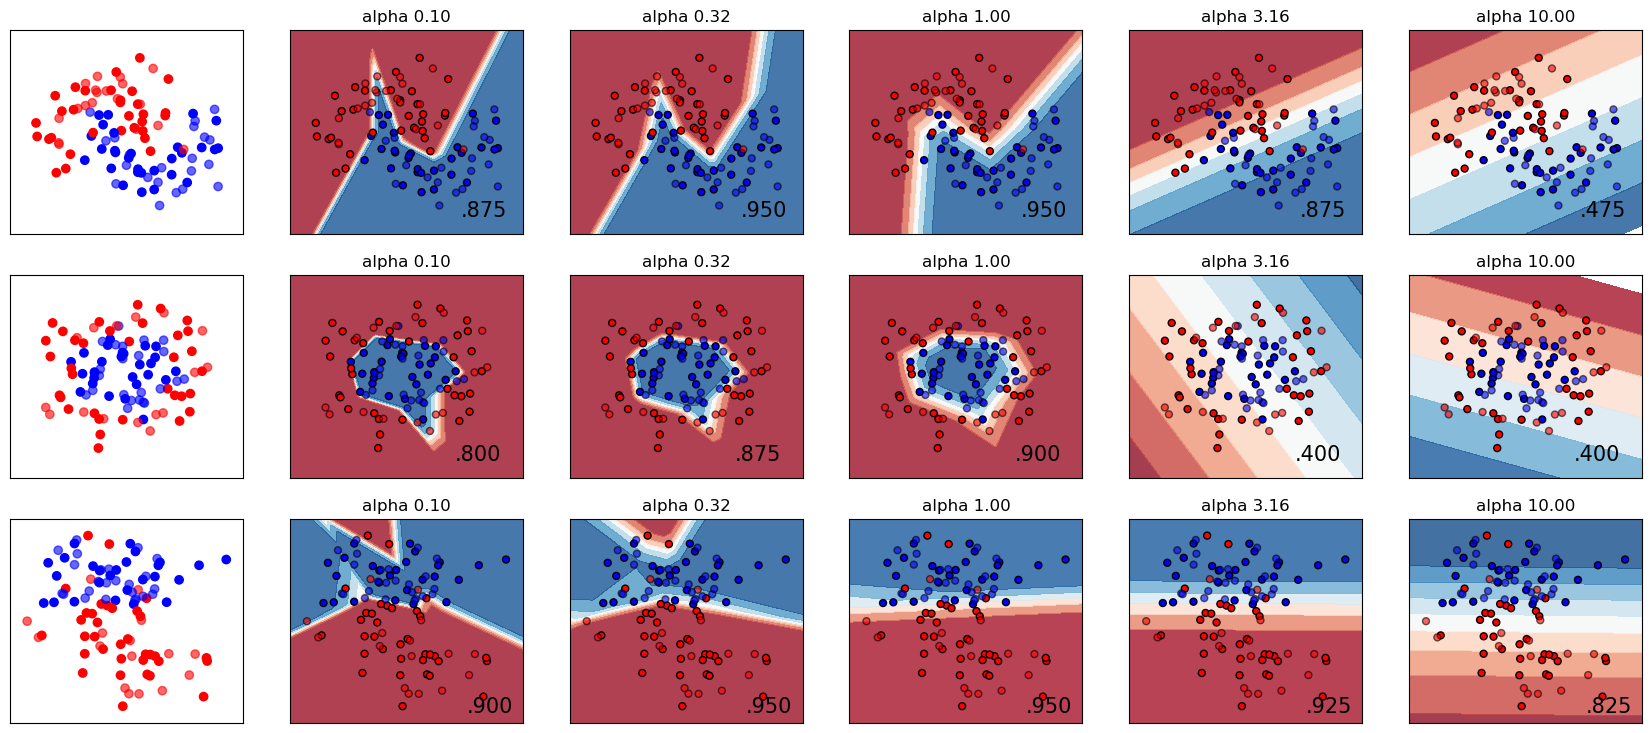 alpha 0.10
alpha 0.32
alpha 1.00
alpha 3.16
alpha 10.00
.875
.950
.950
.875
.475
alpha 0.10
alpha 0.32
alpha 1.00
alpha 3.16
alpha 10.00
.800
.875
.900
.400
.400
alpha 0.10
alpha 0.32
alpha 1.00
alpha 3.16
alpha 10.00
.900
.950
.950
.925
.825